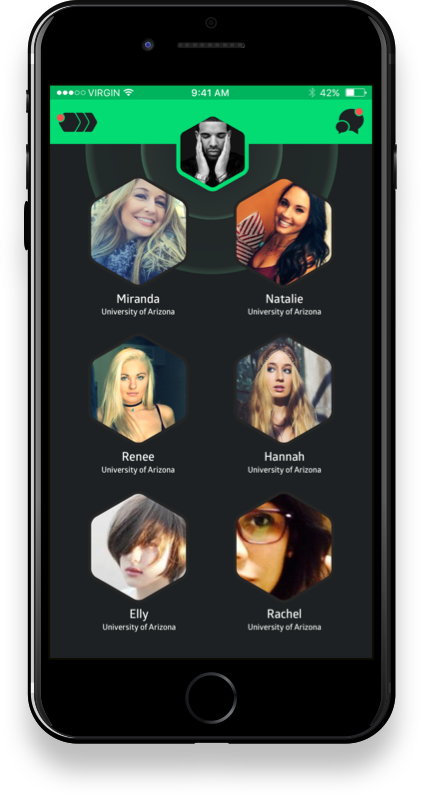 ●●●○○ VIRGIN 9:41 AM 42%
Miranda Natalie
University of Arizona University of Arizona
Renee Hannah
University of Arizona University of Arizona
Elly Rachel
University of Arizona University of Arizona